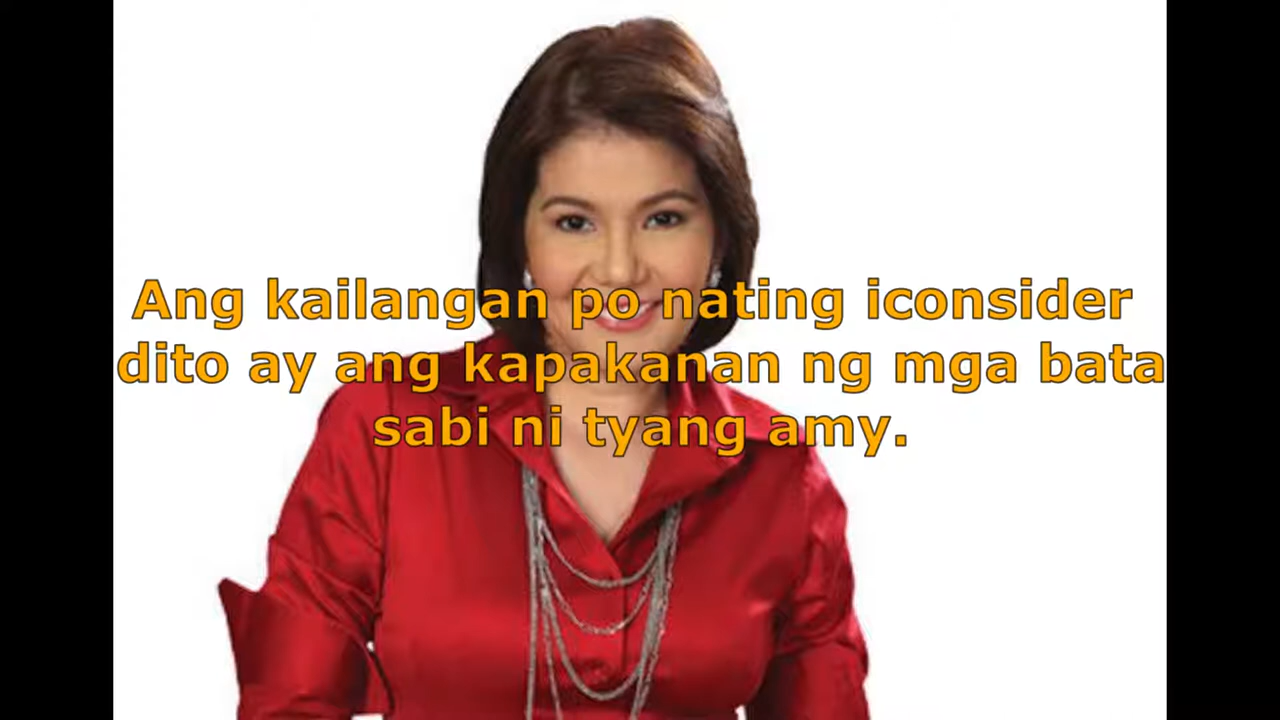 Ang kailangan po nating iconsider
dito ay ang kapakanan ng mga bata
sabi ni tyang amy.